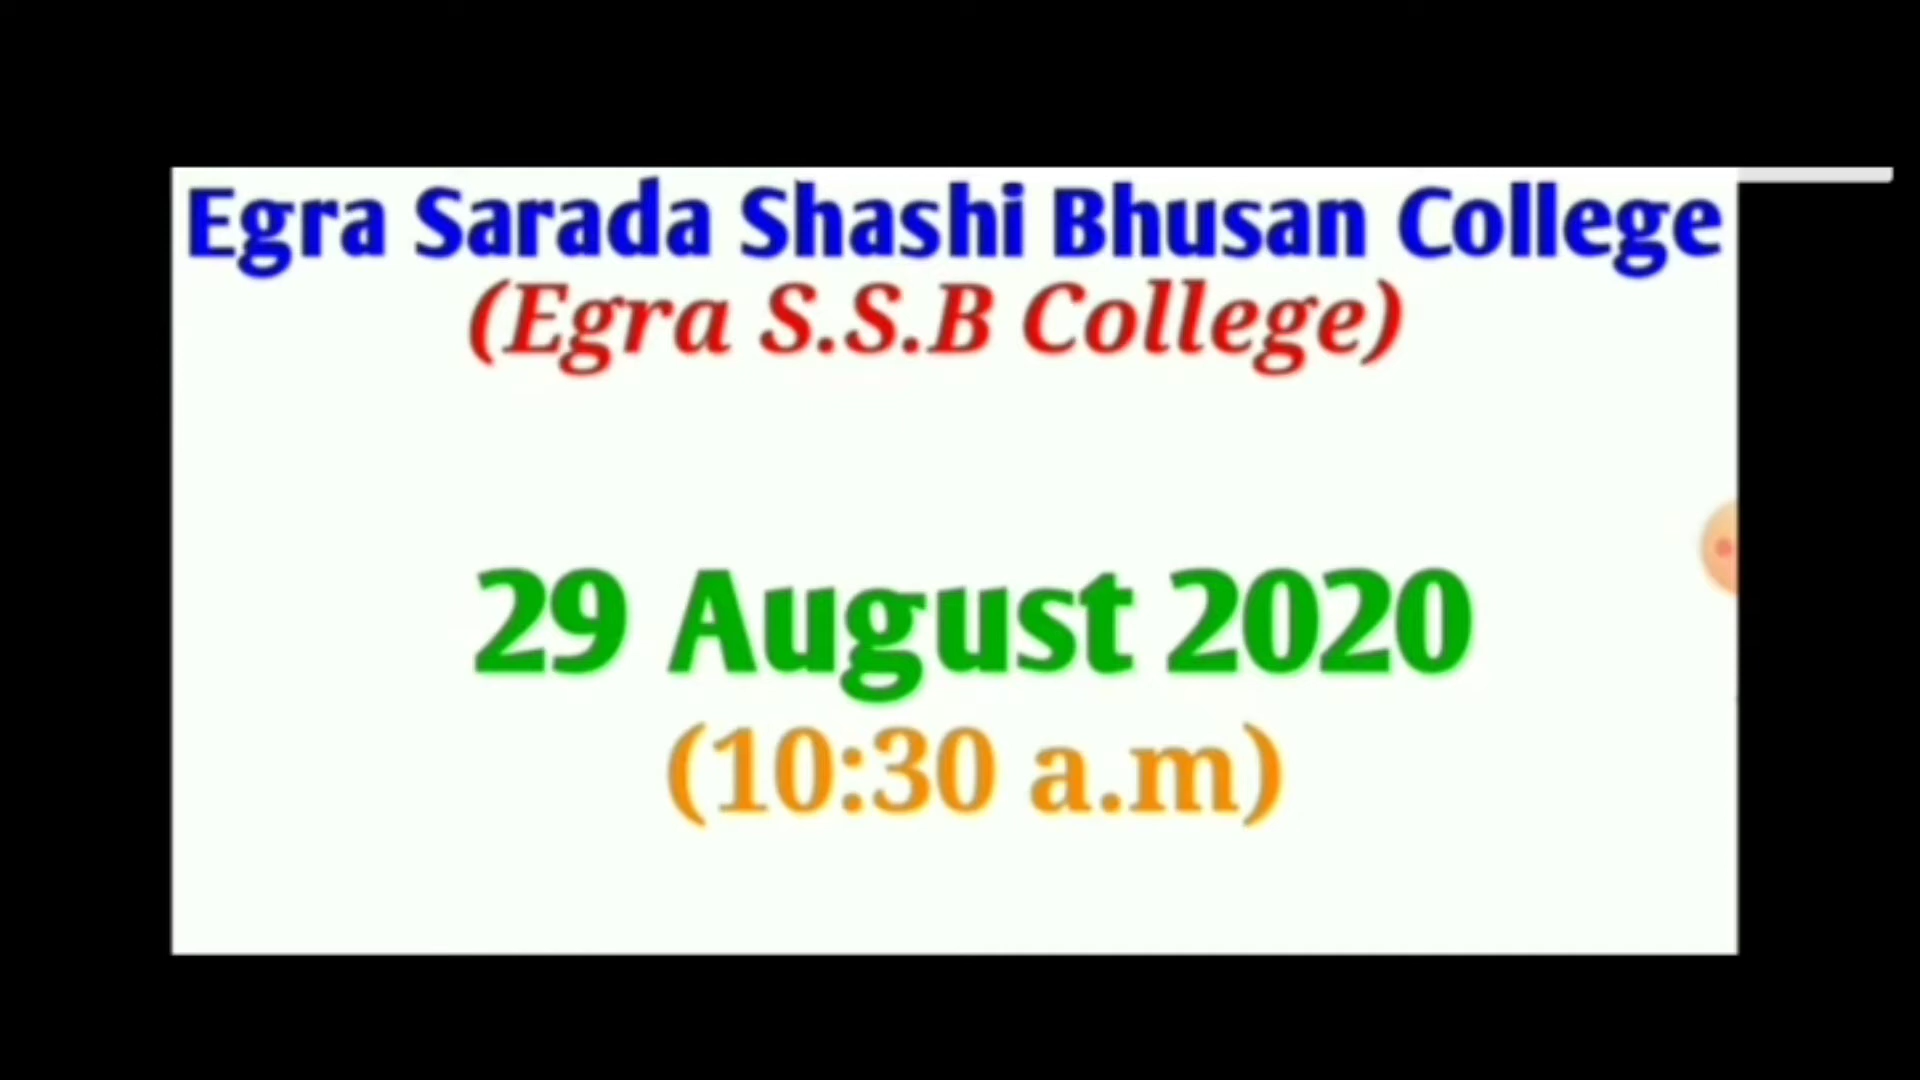 Egra Sarada Shashi Bhusan College
(Egra S.S.B College)
29 August 2020
(10:30 a.m)